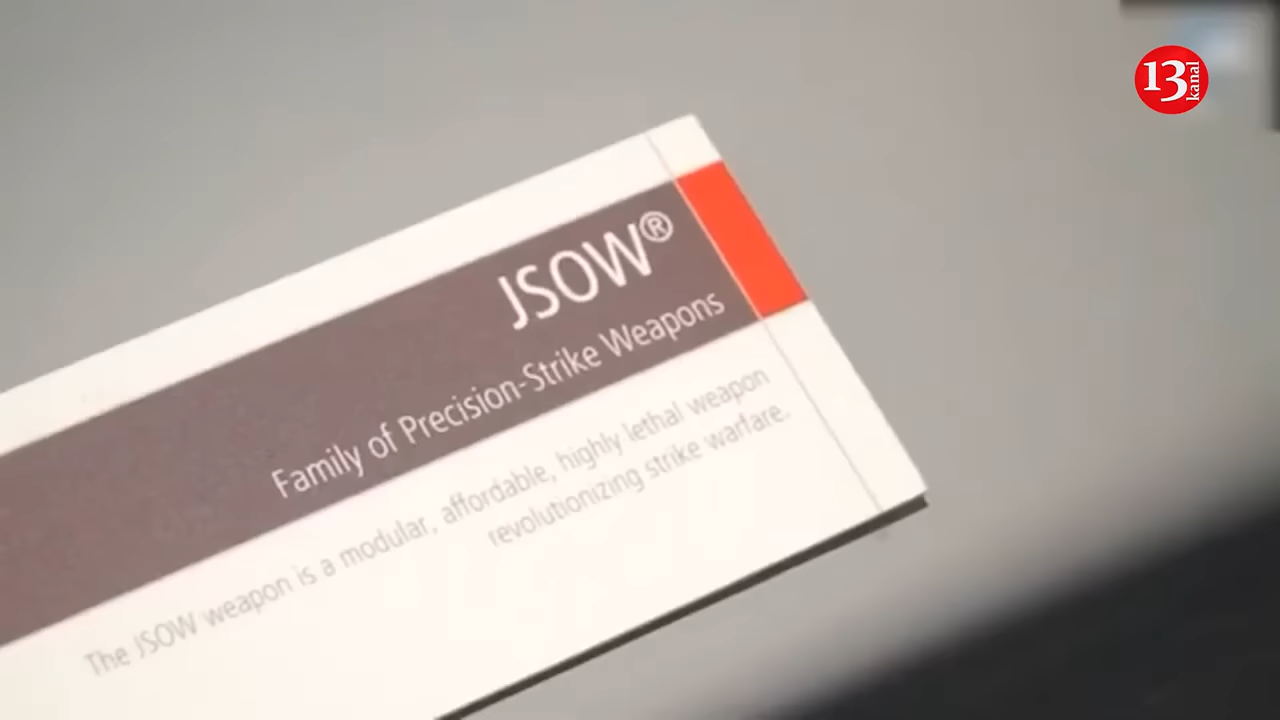 13 kanal
JSOW®
Family of Precision-Strike Weapons
The JSOW weapon is a modular, affordable, highly lethal weapon
revolutionizing strike warfare.